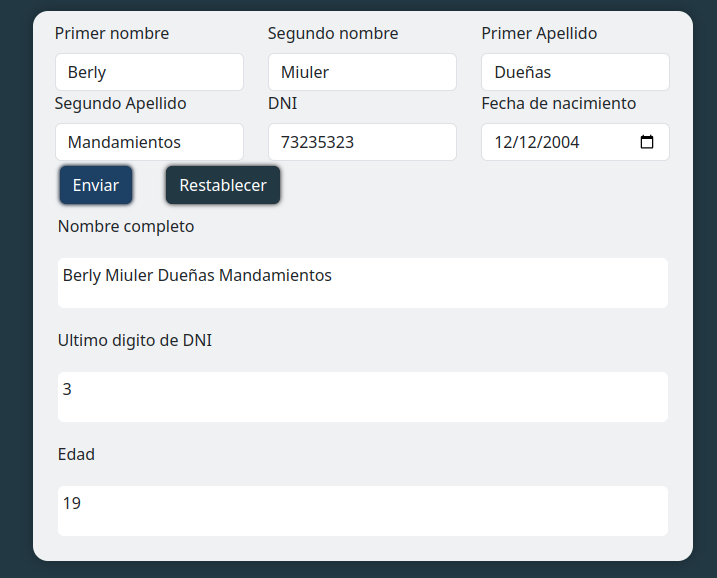 Primer nombre Segundo nombre Primer Apellido
Berly Miuler Dueñas
Segundo Apellido DNI Fecha de nacimiento
Mandamientos 73235323 12/12/2004
Enviar Restablecer
Nombre completo
Berly Miuler Dueñas Mandamientos
Ultimo digito de DNI
3
Edad
19